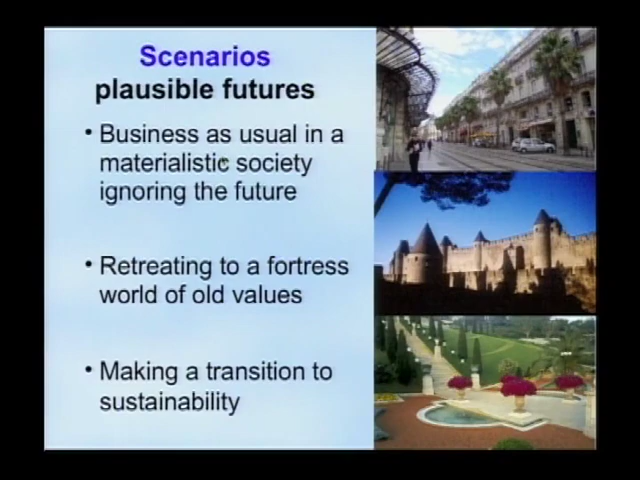 Scenarios
plausible futures
• Business as usual in a
materialistic society
ignoring the future
• Retreating to a fortress
world of old values
• Making a transition to
sustainability